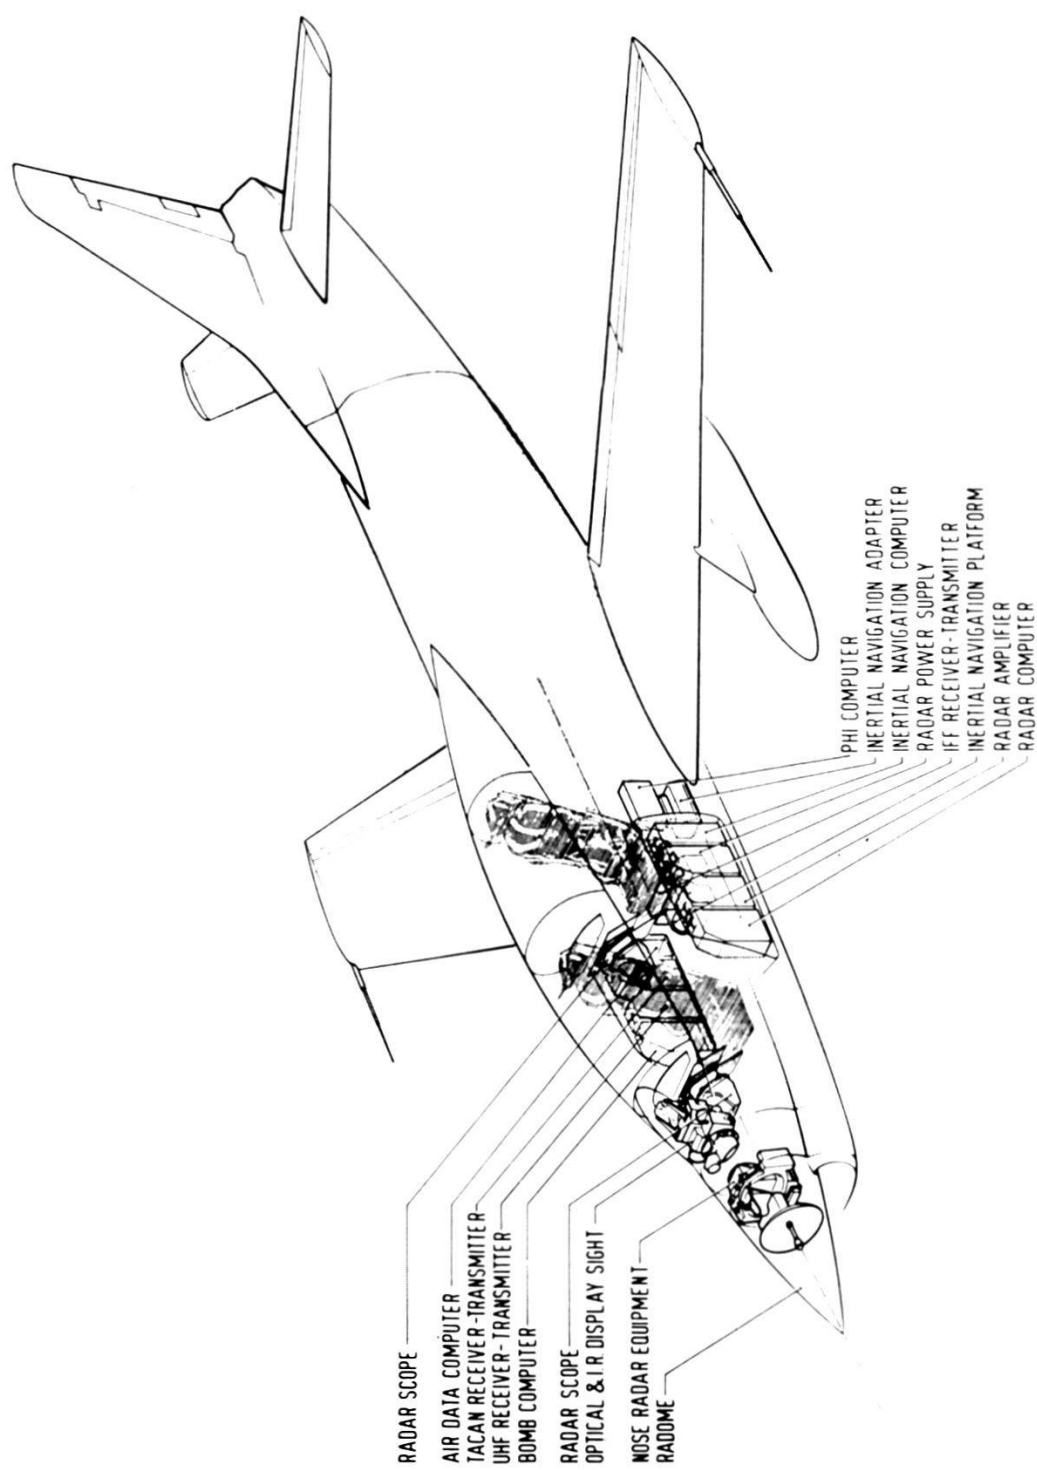 RADAR SCOPE
AIR DATA COMPUTER
TACAN RECEIVER-TRANSMITTER
UHF RECEIVER-TRANSMITTER
BOMB COMPUTER
RADAR SCOPE
OPTICAL & I.R. DISPLAY SIGHT
NOSE RADAR EQUIPMENT
RADOME
PHI COMPUTER
INERTIAL NAVIGATION ADAPTER
INERTIAL NAVIGATION COMPUTER
RADAR POWER SUPPLY
IFF RECEIVER-TRANSMITTER
INERTIAL NAVIGATION PLATFORM
RADAR AMPLIFIER
RADAR COMPUTER